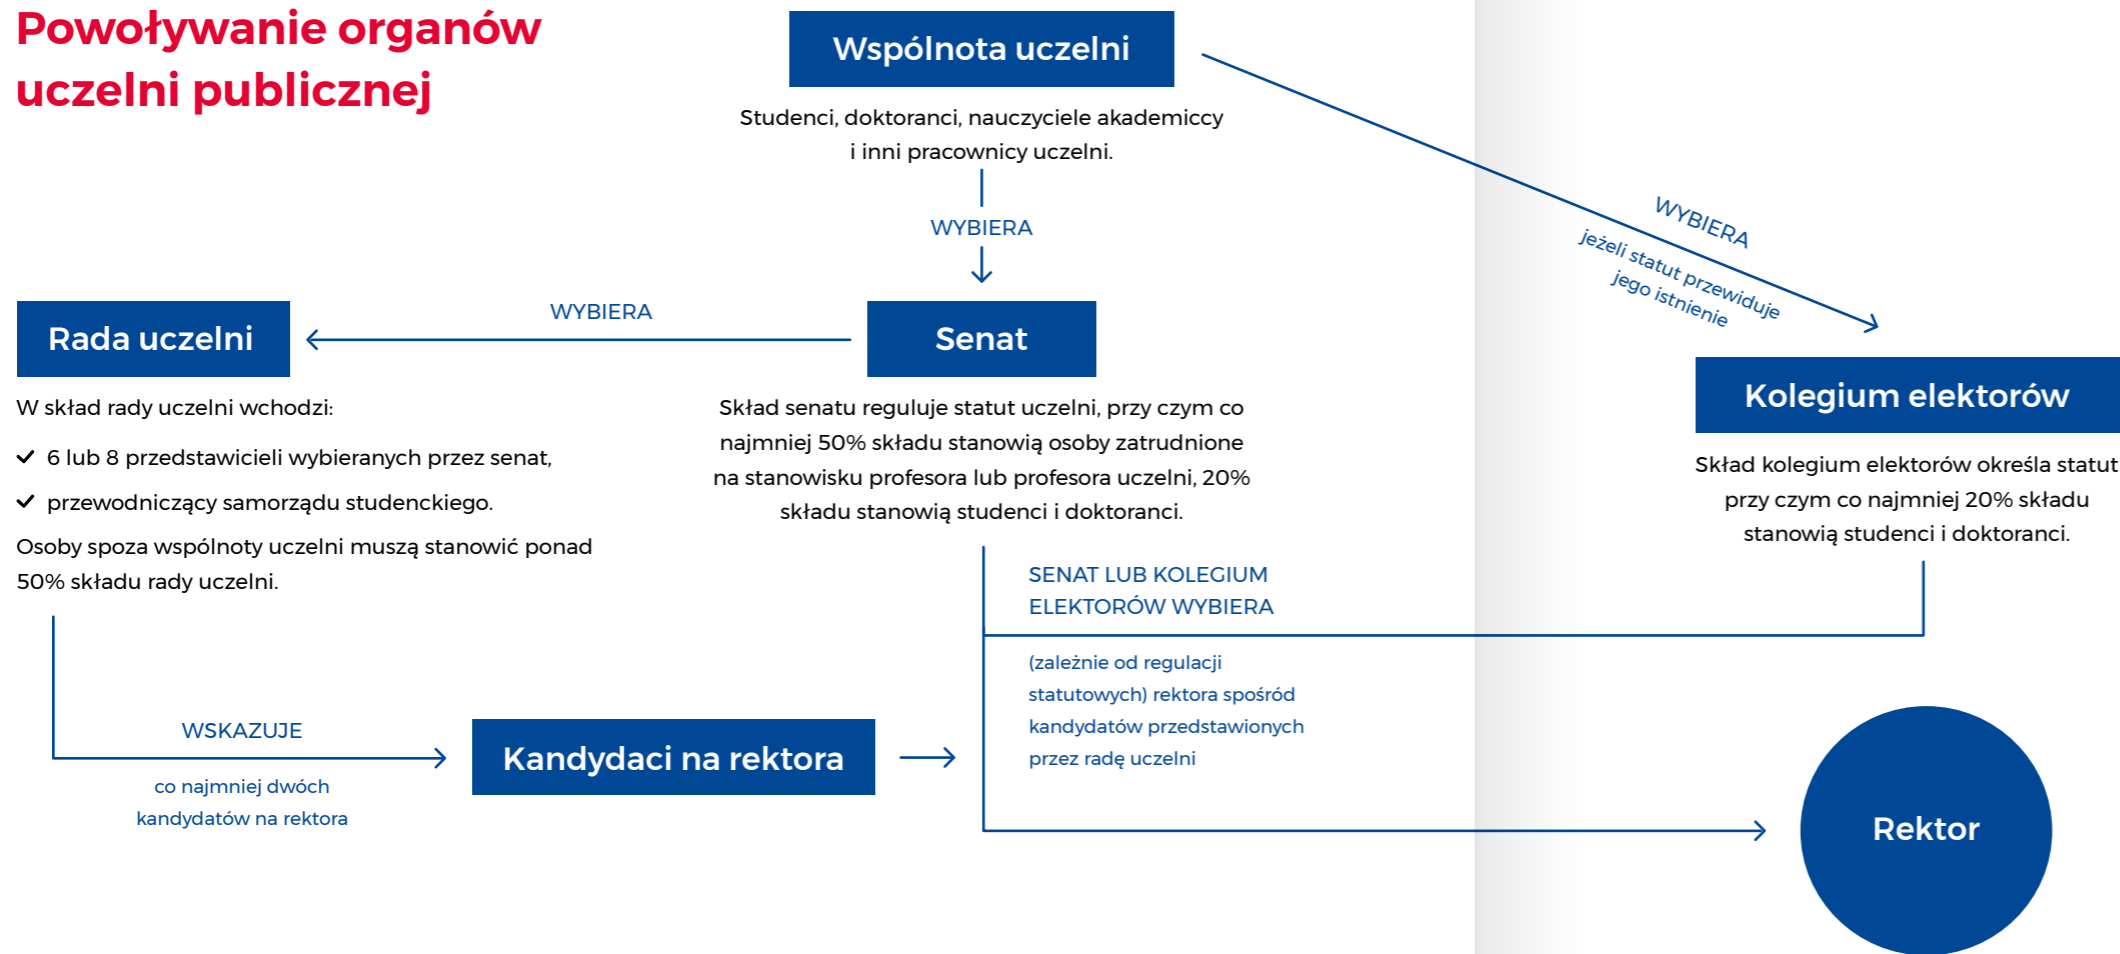 Powoływanie organów
uczelni publicznej
Wspólnota uczelni
Studenci, doktoranci, nauczyciele akademiccy
i inni pracownicy uczelni.
WYBIERA
WYBIERA
jeżeli statut przewiduje
jego istnienie
Rada uczelni
WYBIERA
Senat
Kolegium elektorów
W skład rady uczelni wchodzi:
6 lub 8 przedstawicieli wybieranych przez senat,
przewodniczący samorządu studenckiego.
Osoby spoza wspólnoty uczelni muszą stanowić ponad
50% składu rady uczelni.
Skład senatu reguluje statut uczelni, przy czym co
najmniej 50% składu stanowią osoby zatrudnione
na stanowisku profesora lub profesora uczelni, 20%
składu stanowią studenci i doktoranci.
Skład kolegium elektorów określa statut
przy czym co najmniej 20% składu
stanowią studenci i doktoranci.
SENAT LUB KOLEGIUM
ELEKTORÓW WYBIERA
(zależnie od regulacji
statutowych) rektora spośród
kandydatów przedstawionych
przez radę uczelni
WSKAZUJE
co najmniej dwóch
kandydatów na rektora
Kandydaci na rektora
Rektor